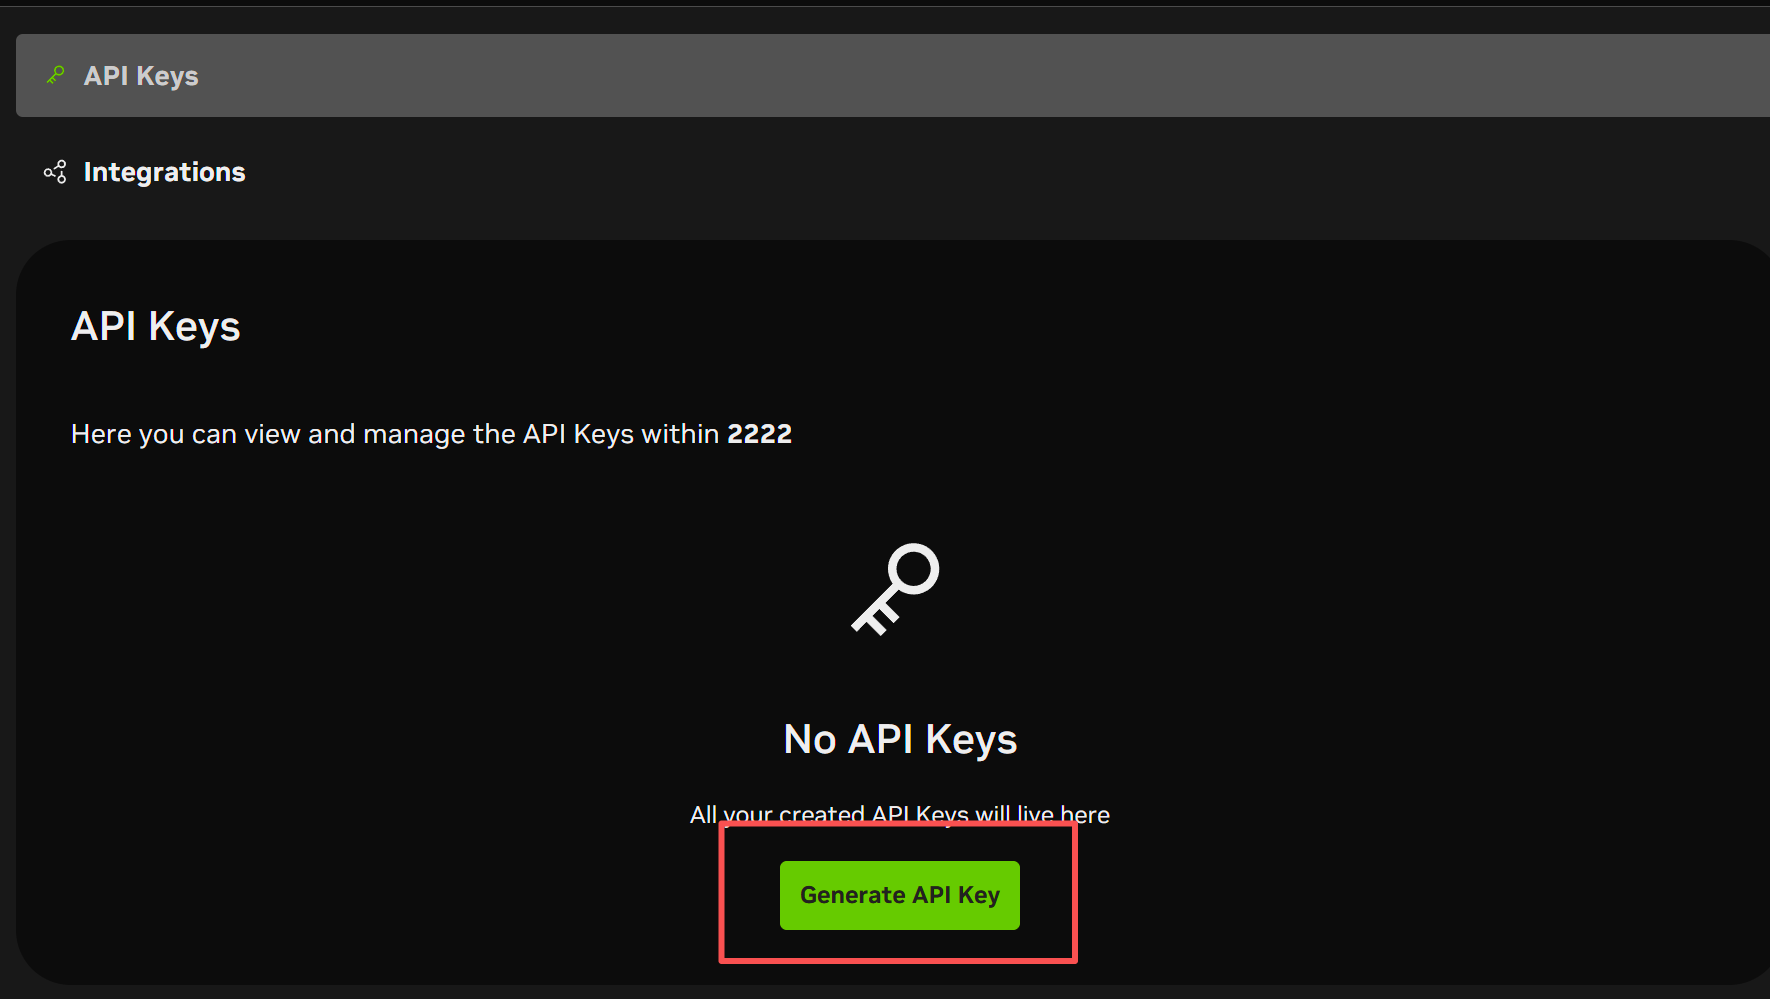 API Keys
Integrations
API Keys
Here you can view and manage the API Keys within 2222
No API Keys
All your created API Keys will live here
Generate API Key